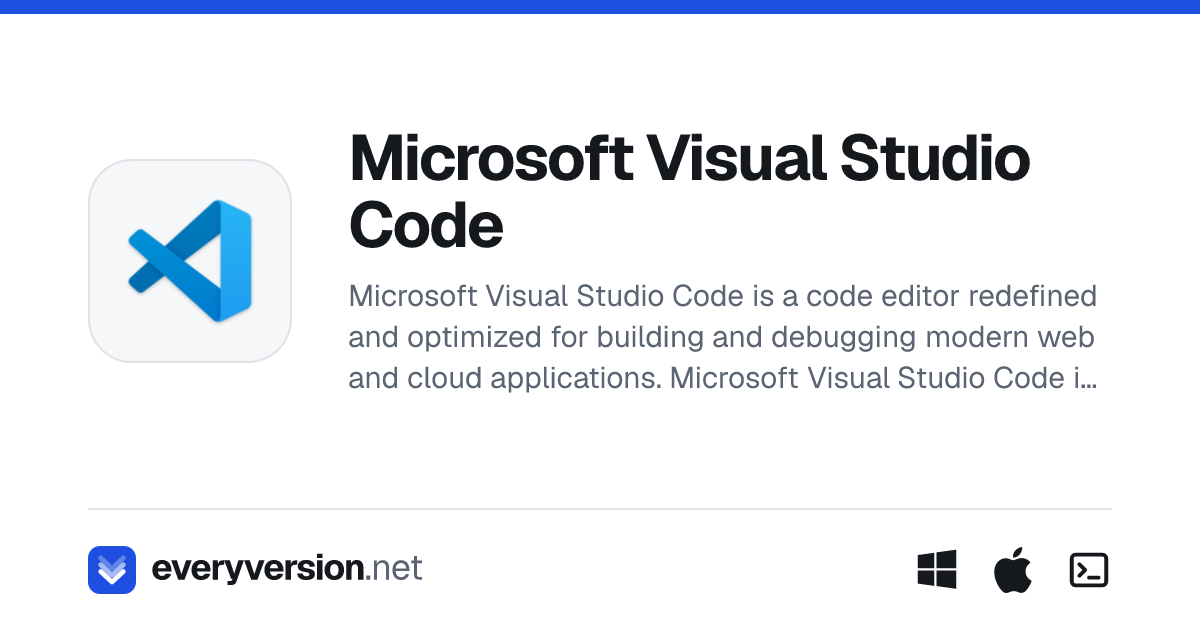 Microsoft Visual Studio
Code
Microsoft Visual Studio Code is a code editor redefined
and optimized for building and debugging modern web
and cloud applications. Microsoft Visual Studio Code i...
everyversion.net